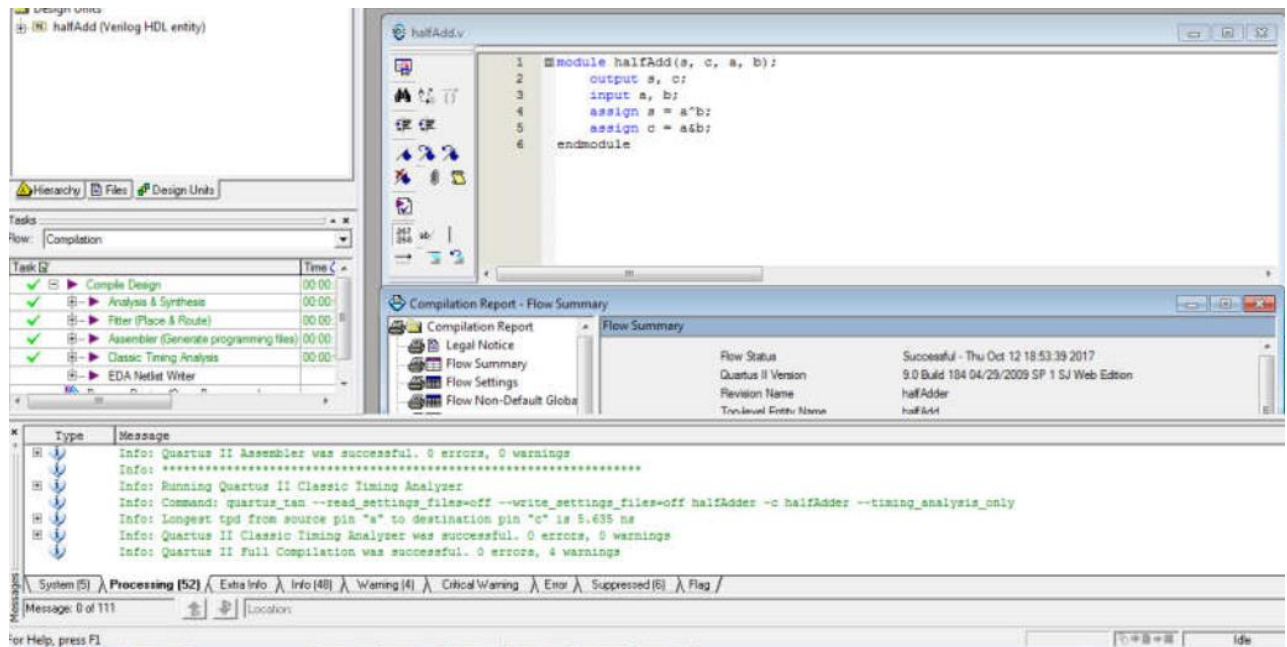 Design Units
halfAdd (Verilog HDL entity)
Hierarchy Files Design Units
Tasks
Flow: Compilation
Task Time
Compile Design 00:00:
Analysis & Synthesis 00:00:
Fitter (Place & Route) 00:00:
Assembler (Generate programming files) 00:00:
Classic Timing Analysis 00:00:
EDA Netlist Writer
halfAdd.v
1 module halfAdd(s, c, a, b);
2 output s, c;
3 input a, b;
4 assign s = a^b;
5 assign c = a&b;
6 endmodule
267
268
ab/
Compilation Report - Flow Summary
Compilation Report
Legal Notice
Flow Summary
Flow Settings
Flow Non-Default Globa
Flow Summary
Flow Status Successful - Thu Oct 12 18:53:39 2017
Quartus II Version 9.0 Build 184 04/29/2009 SP 1 SJ Web Edition
Revision Name halfAdder
Top-level Entity Name halfAdd
Type Message
Info: Quartus II Assembler was successful. 0 errors, 0 warnings
Info: *******************************************************************
Info: Running Quartus II Classic Timing Analyzer
Info: Command: quartus_tan --read_settings_files=off --write_settings_files=off halfAdder -c halfAdder --timing_analysis_only
Info: Longest tpd from source pin "a" to destination pin "c" is 5.635 ns
Info: Quartus II Classic Timing Analyzer was successful. 0 errors, 0 warnings
Info: Quartus II Full Compilation was successful. 0 errors, 4 warnings
Messages
System (5) Processing (52) Extra Info Info (48) Warning (4) Critical Warning Error Suppressed (6) Flag
Message: 0 of 111 Location:
For Help, press F1 Idle